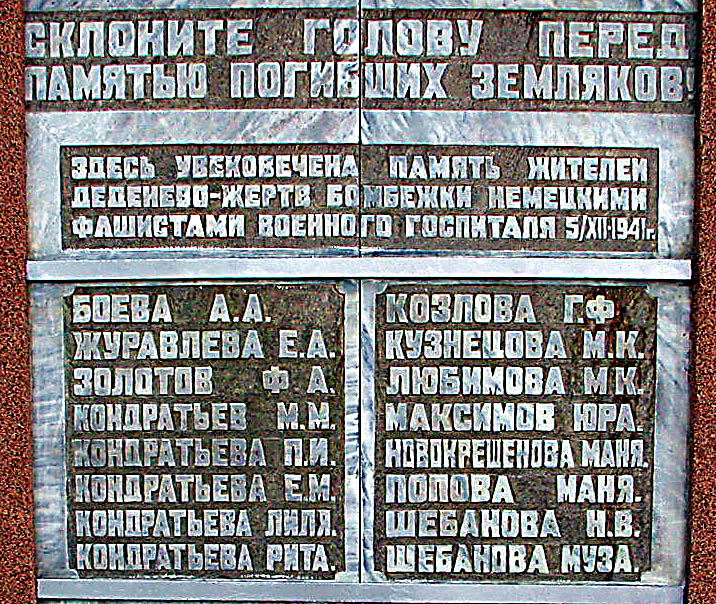 СКЛОНИТЕ ГОЛОВУ ПЕРЕД
ПАМЯТЬЮ ПОГИБШИХ ЗЕМЛЯКОВ!
ЗДЕСЬ УВЕКОВЕЧЕНА ПАМЯТЬ ЖИТЕЛЕЙ
ДЕДЕНЕВО-ЖЕРТВ БОМБЕЖКИ НЕМЕЦКИМИ
ФАШИСТАМИ ВОЕННОГО ГОСПИТАЛЯ 5/XII-1941г.
БОЕВА А.А.
ЖУРАВЛЕВА Е.А.
ЗОЛОТОВ Ф А.
КОНДРАТЬЕВ М.М.
КОНДРАТЬЕВА П.И.
КОНДРАТЬЕВА Е.М.
КОНДРАТЬЕВА ЛИЛЯ.
КОНДРАТЬЕВА РИТА.
КОЗЛОВА Г.Ф
КУЗНЕЦОВА М.К.
ЛЮБИМОВА М К.
МАКСИМОВ ЮРА.
НОВОКРЕШЕНОВА МАНЯ.
ПОПОВА МАНЯ.
ШЕБАНОВА Н.В.
ШЕБАНОВА МУЗА.